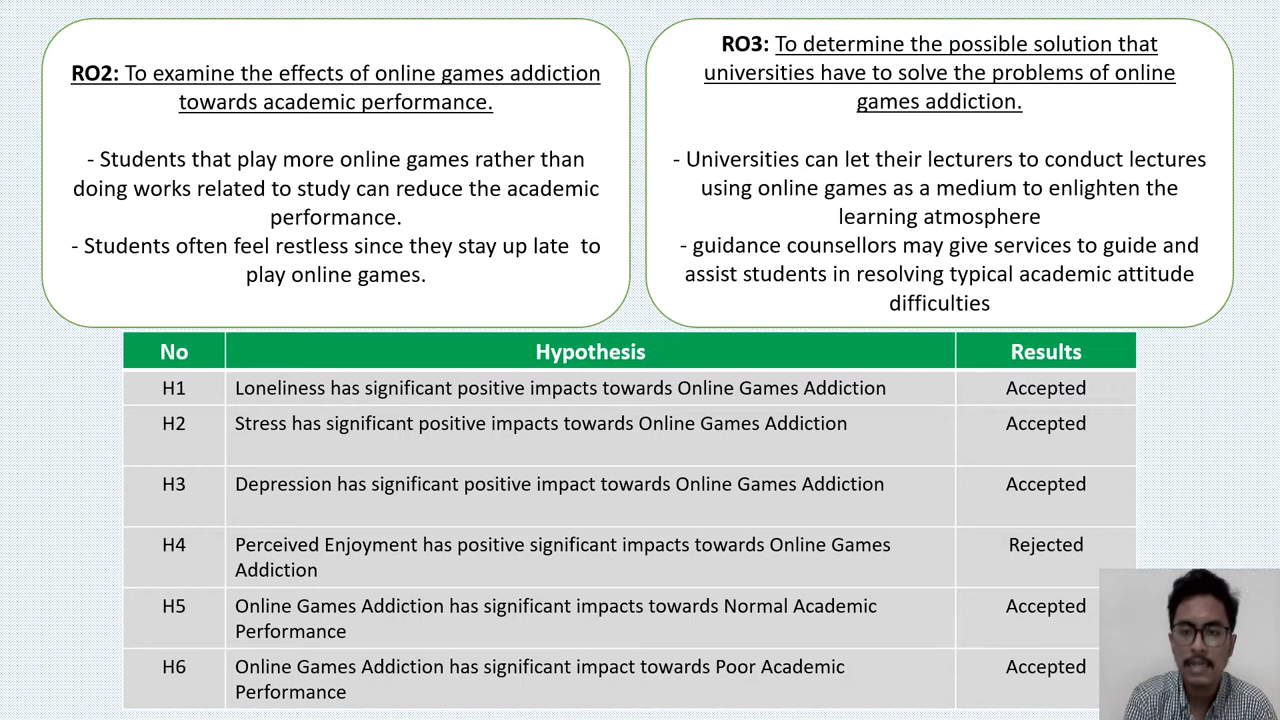 RO2: To examine the effects of online games addiction
towards academic performance.
- Students that play more online games rather than
doing works related to study can reduce the academic
performance.
- Students often feel restless since they stay up late  to
play online games.
RO3: To determine the possible solution that
universities have to solve the problems of online
games addiction.
- Universities can let their lecturers to conduct lectures
using online games as a medium to enlighten the
learning atmosphere
- guidance counsellors may give services to guide and
assist students in resolving typical academic attitude
difficulties
No Hypothesis Results
H1 Loneliness has significant positive impacts towards Online Games Addiction Accepted
H2 Stress has significant positive impacts towards Online Games Addiction Accepted
H3 Depression has significant positive impact towards Online Games Addiction Accepted
H4 Perceived Enjoyment has positive significant impacts towards Online Games Rejected
Addiction
H5 Online Games Addiction has significant impacts towards Normal Academic Accepted
Performance
H6 Online Games Addiction has significant impact towards Poor Academic Accepted
Performance